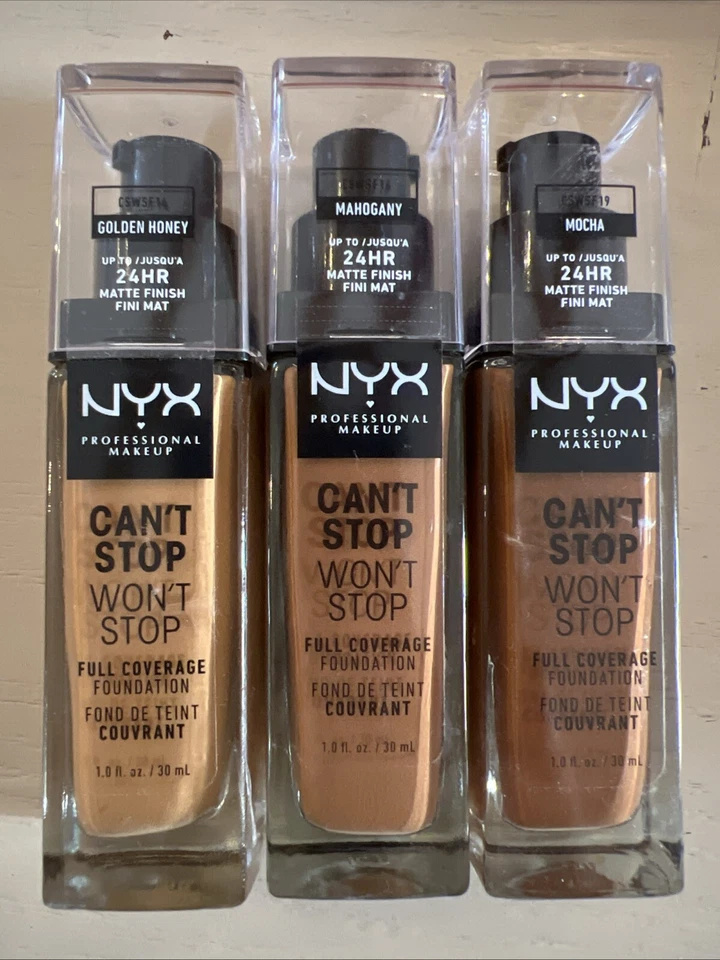 CSWSF14
GOLDEN HONEY
UP TO / JUSQU'A
24HR
MATTE FINISH
FINI MAT
NYX
PROFESSIONAL
MAKEUP
CAN'T
STOP
WON'T
STOP
FULL COVERAGE
FOUNDATION
FOND DE TEINT
COUVRANT
1.0 fl. oz. / 30 mL
MAHOGANY
UP TO / JUSQU'A
24HR
MATTE FINISH
FINI MAT
NYX
PROFESSIONAL
MAKEUP
CAN'T
STOP
WON'T
STOP
FULL COVERAGE
FOUNDATION
FOND DE TEINT
COUVRANT
1.0 fl. oz. / 30 mL
CSWSF19
MOCHA
UP TO / JUSQU'A
24HR
MATTE FINISH
FINI MAT
NYX
PROFESSIONAL
MAKEUP
CAN'T
STOP
WON'T
STOP
FULL COVERAGE
FOUNDATION
FOND DE TEINT
COUVRANT
1.0 fl. oz. / 30 mL